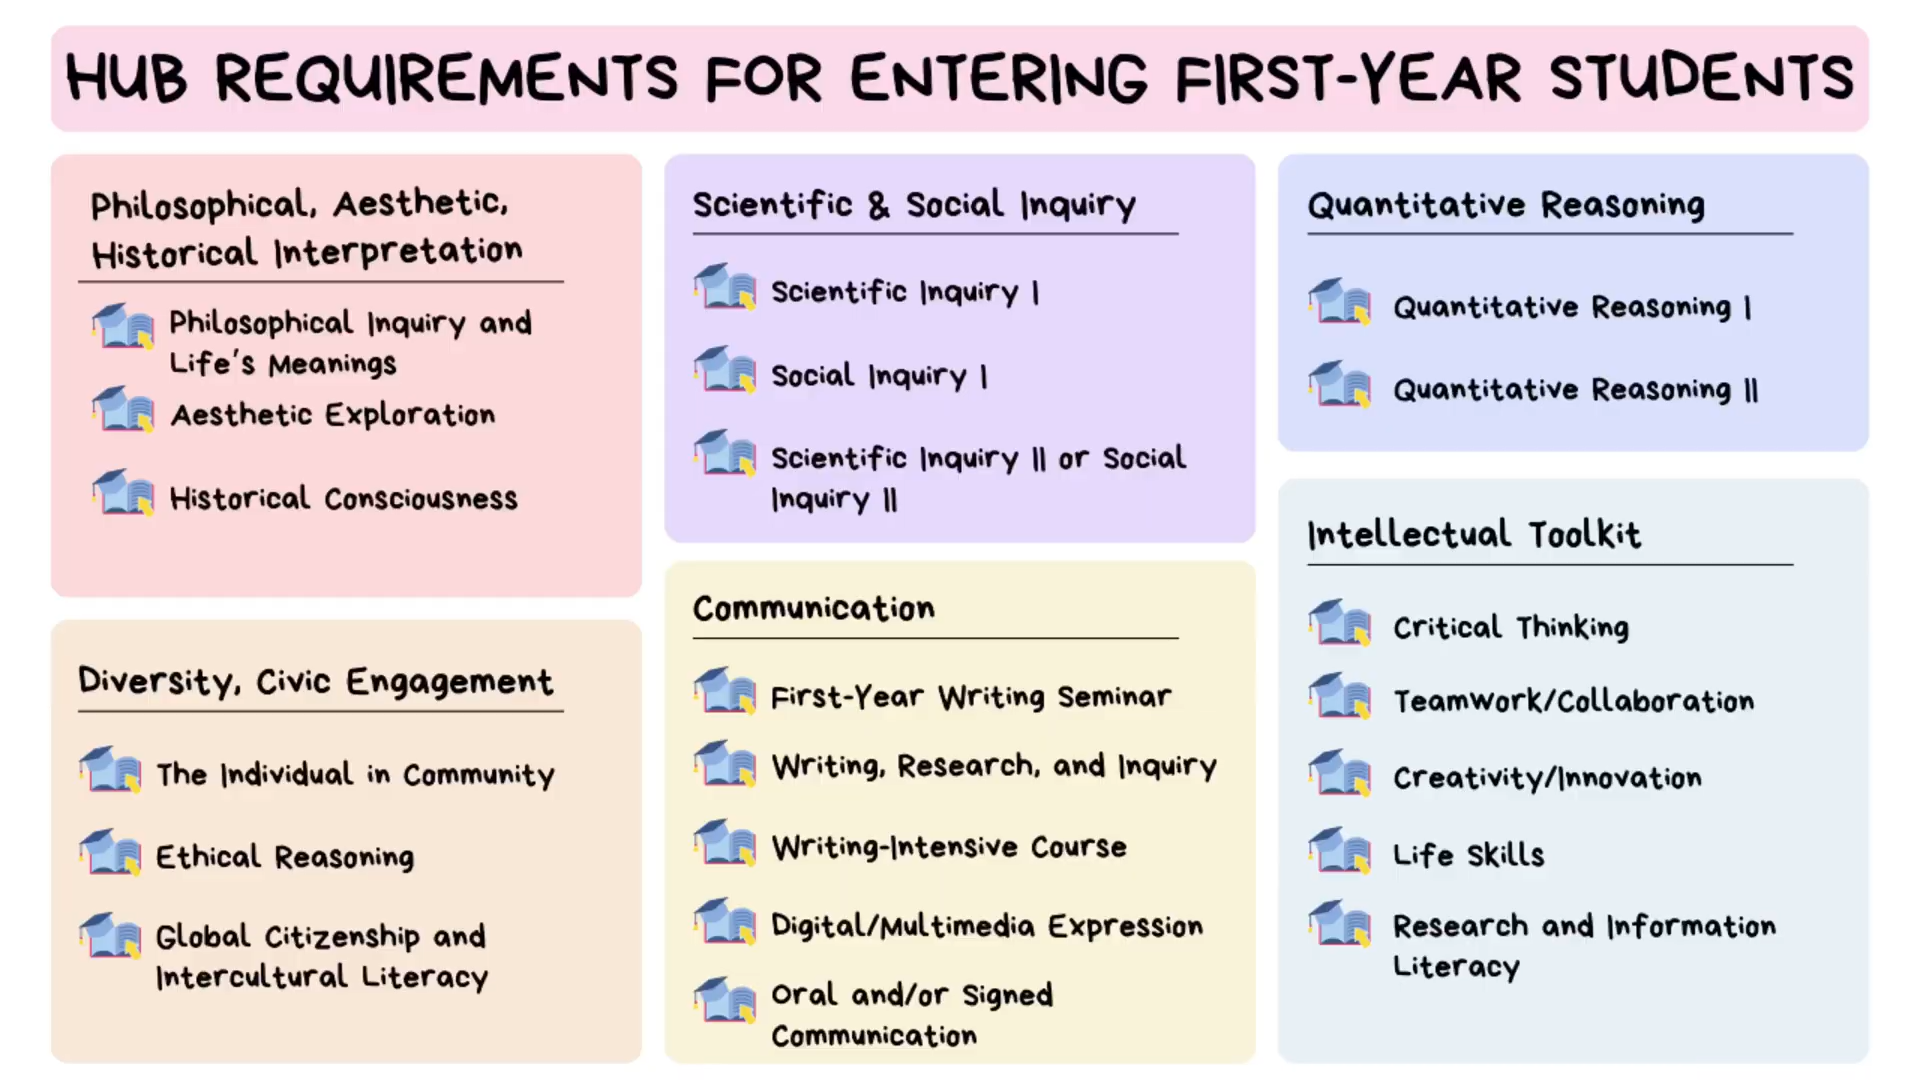 HUB REQUIREMENTS FOR ENTERING FIRST-YEAR STUDENTS
Philosophical, Aesthetic,
Historical Interpretation
Philosophical Inquiry and
Life's Meanings
Aesthetic Exploration
Historical Consciousness
Diversity, Civic Engagement
The Individual in Community
Ethical Reasoning
Global Citizenship and
Intercultural Literacy
Scientific & Social Inquiry
Scientific Inquiry I
Social Inquiry I
Scientific Inquiry II or Social
Inquiry II
Communication
First-Year Writing Seminar
Writing, Research, and Inquiry
Writing-Intensive Course
Digital/Multimedia Expression
Oral and/or Signed
Communication
Quantitative Reasoning
Quantitative Reasoning I
Quantitative Reasoning II
Intellectual Toolkit
Critical Thinking
Teamwork/Collaboration
Creativity/Innovation
Life Skills
Research and Information
Literacy